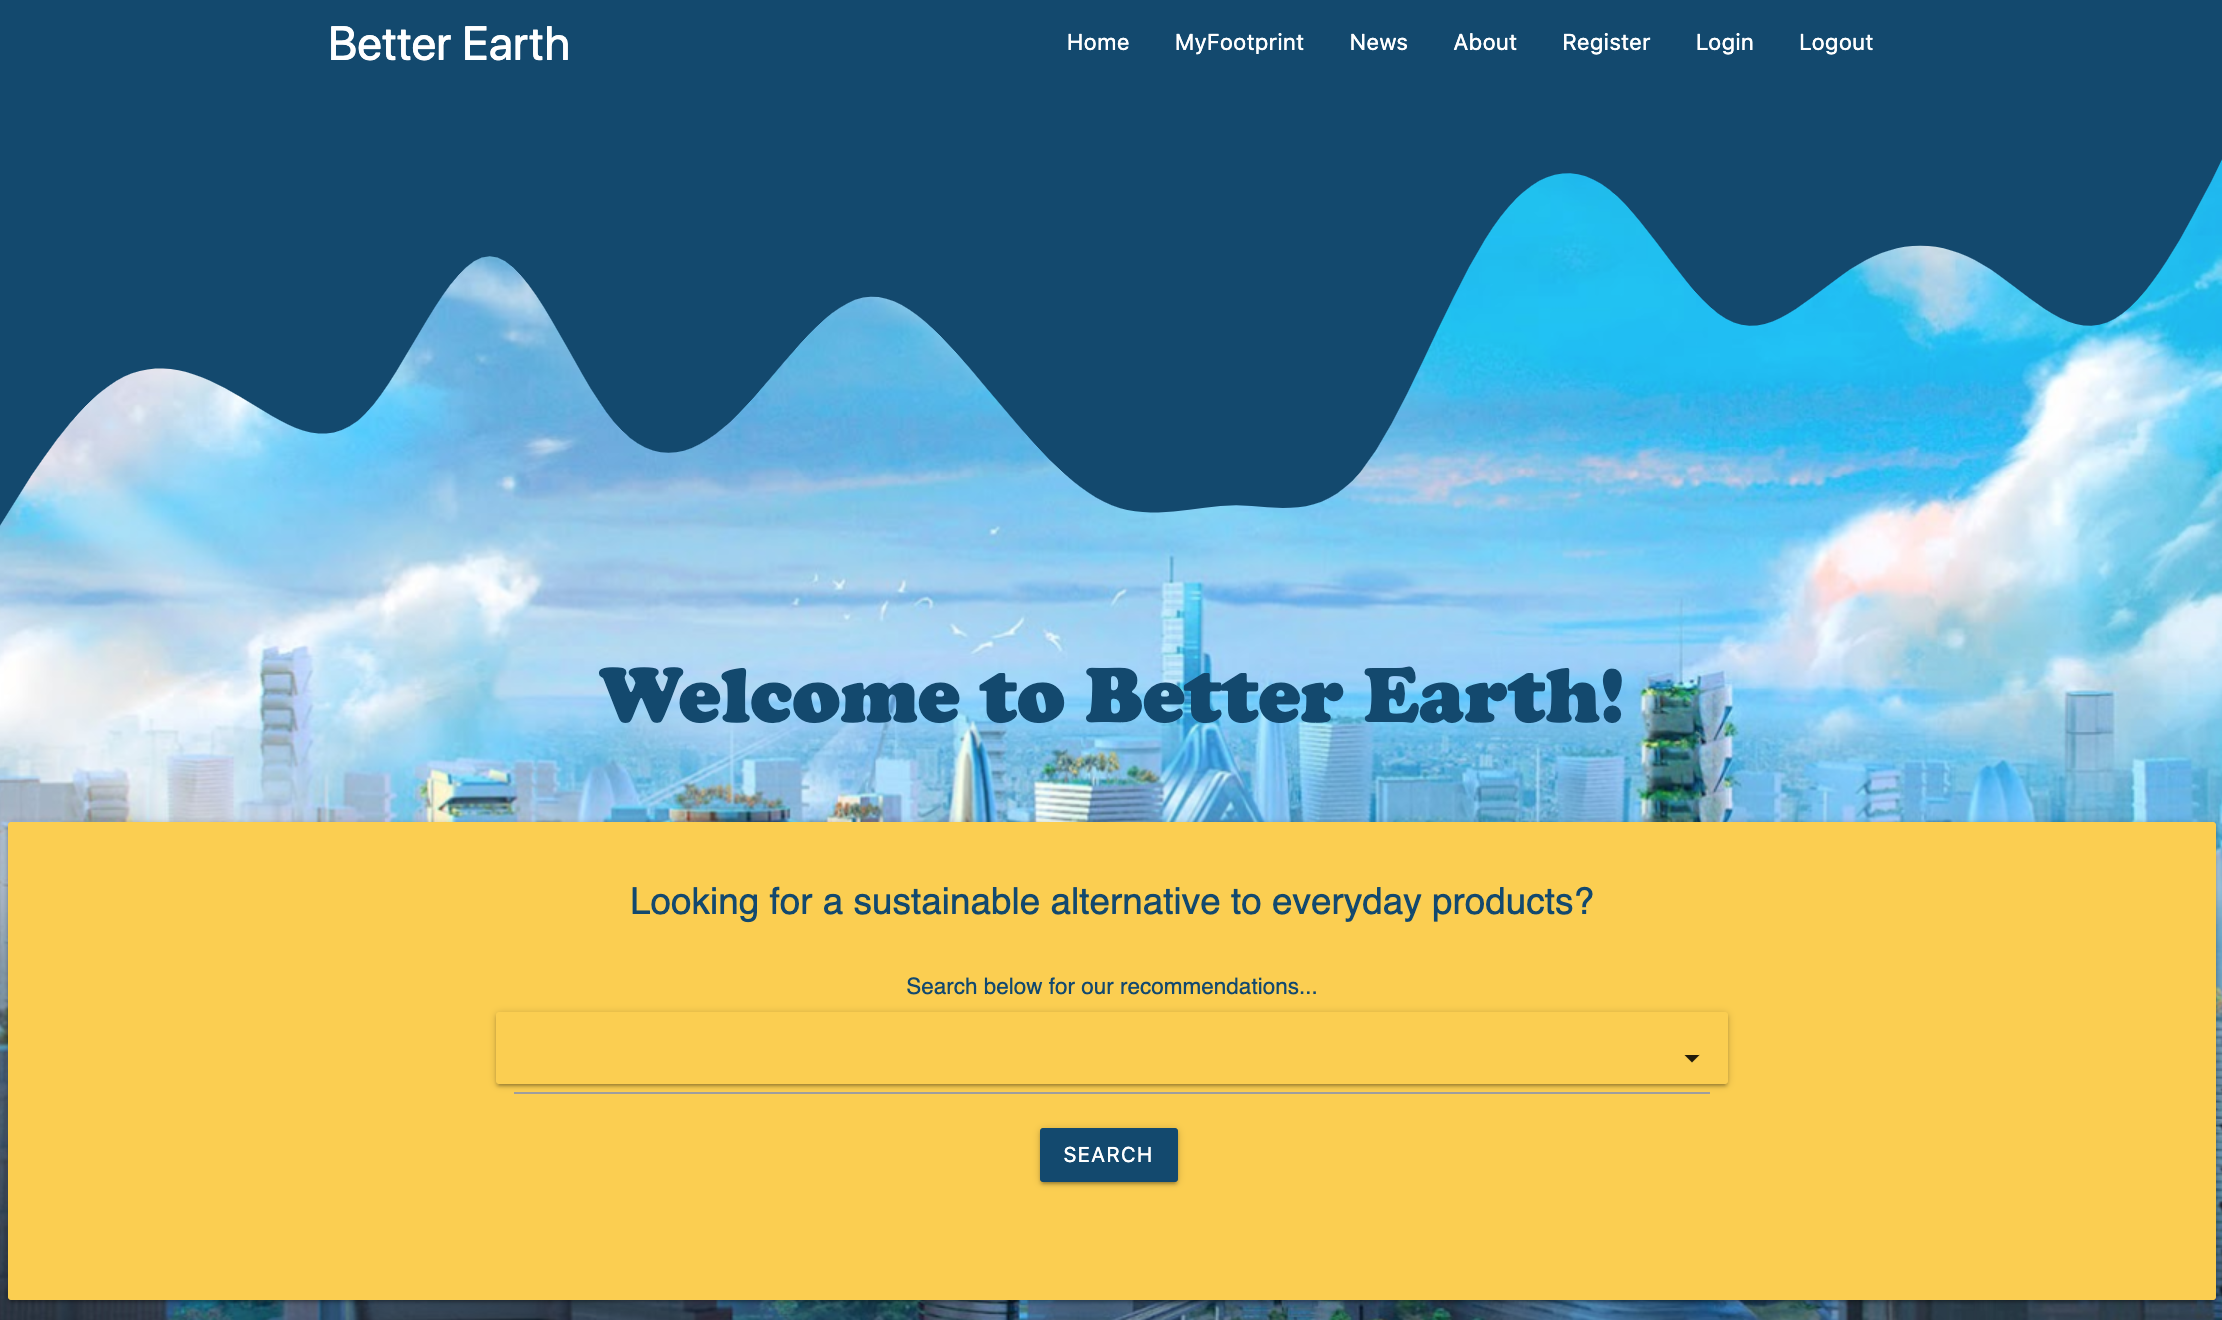 Better Earth
Home MyFootprint News About Register Login Logout
Welcome to Better Earth!
Looking for a sustainable alternative to everyday products?
Search below for our recommendations...
SEARCH